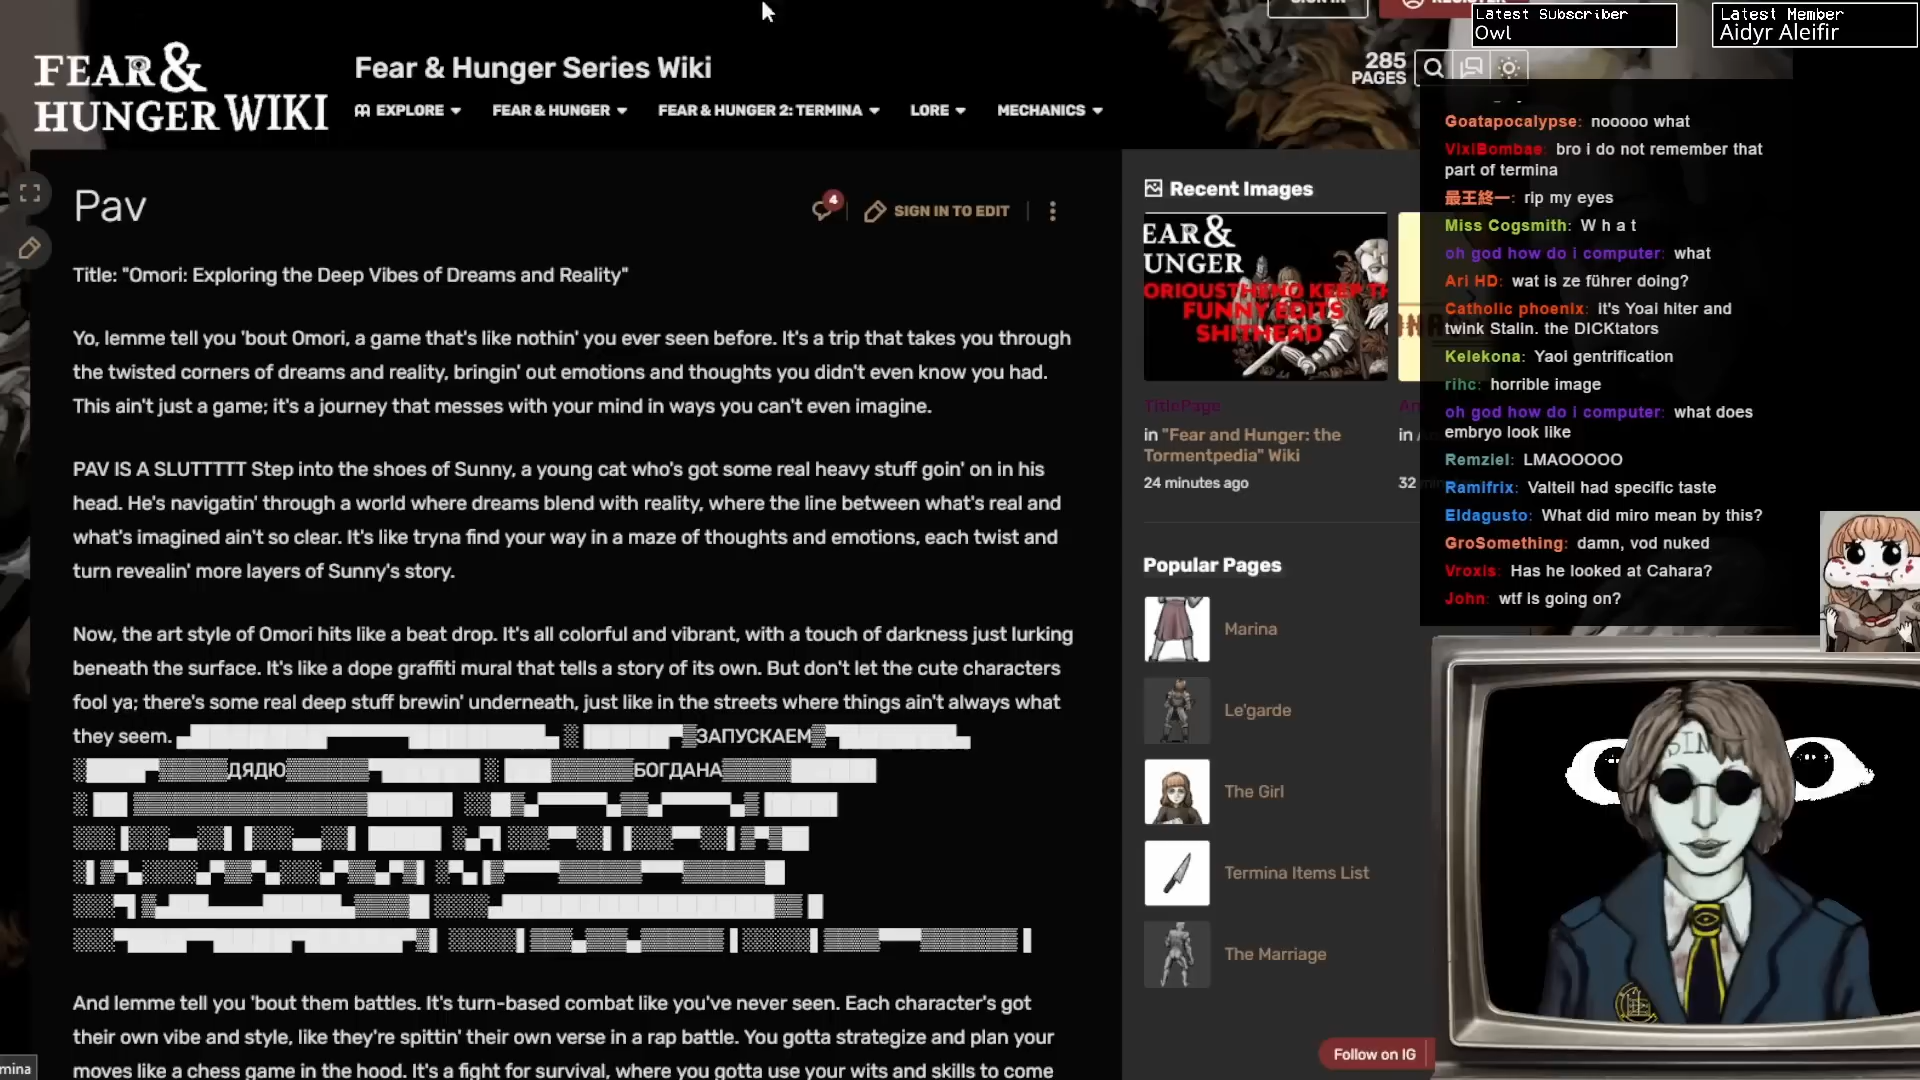 SIGN IN
REGISTER
Latest Subscriber
Owl
Latest Member
Aidyr Aleifir
FEAR &
HUNGER WIKI
Fear & Hunger Series Wiki
285
PAGES
EXPLORE
FEAR & HUNGER
FEAR & HUNGER 2: TERMINA
LORE
MECHANICS
Pav
4
SIGN IN TO EDIT
Title: "Omori: Exploring the Deep Vibes of Dreams and Reality"
Yo, lemme tell you 'bout Omori, a game that's like nothin' you ever seen before. It's a trip that takes you through
the twisted corners of dreams and reality, bringin' out emotions and thoughts you didn't even know you had.
This ain't just a game; it's a journey that messes with your mind in ways you can't even imagine.
PAV IS A SLUTTTTT Step into the shoes of Sunny, a young cat who's got some real heavy stuff goin' on in his
head. He's navigatin' through a world where dreams blend with reality, where the line between what's real and
what's imagined ain't so clear. It's like tryna find your way in a maze of thoughts and emotions, each twist and
turn revealin' more layers of Sunny's story.
Now, the art style of Omori hits like a beat drop. It's all colorful and vibrant, with a touch of darkness just lurking
beneath the surface. It's like a dope graffiti mural that tells a story of its own. But don't let the cute characters
fool ya; there's some real deep stuff brewin' underneath, just like in the streets where things ain't always what
they seem. ЗАПУСКАЕМ
ДЯДЮ БОГДАНА
And lemme tell you 'bout them battles. It's turn-based combat like you've never seen. Each character's got
their own vibe and style, like they're spittin' their own verse in a rap battle. You gotta strategize and plan your
moves like a chess game in the hood. It's a fight for survival, where you gotta use your wits and skills to come
mina
Recent Images
EAR &
UNGER
FUNNY EDITS
SHITHEAD
TitlePage
in "Fear and Hunger: the
Tormentpedia" Wiki
24 minutes ago
in
32
Popular Pages
Marina
Le'garde
The Girl
Termina Items List
The Marriage
Follow on IG
Goatapocalypse: nooooo what
VixiBombae: bro i do not remember that
part of termina
最王終一: rip my eyes
Miss Cogsmith: W h a t
oh god how do i computer: what
Ari HD: wat is ze führer doing?
Catholic phoenix: it's Yoai hiter and
twink Stalin. the DICKtators
Kelekona: Yaoi gentrification
rihc: horrible image
oh god how do i computer: what does
embryo look like
Remziel: LMAOOOOO
Ramifrix: Valteil had specific taste
Eldagusto: What did miro mean by this?
GroSomething: damn, vod nuked
Vroxis: Has he looked at Cahara?
John: wtf is going on?
SIN